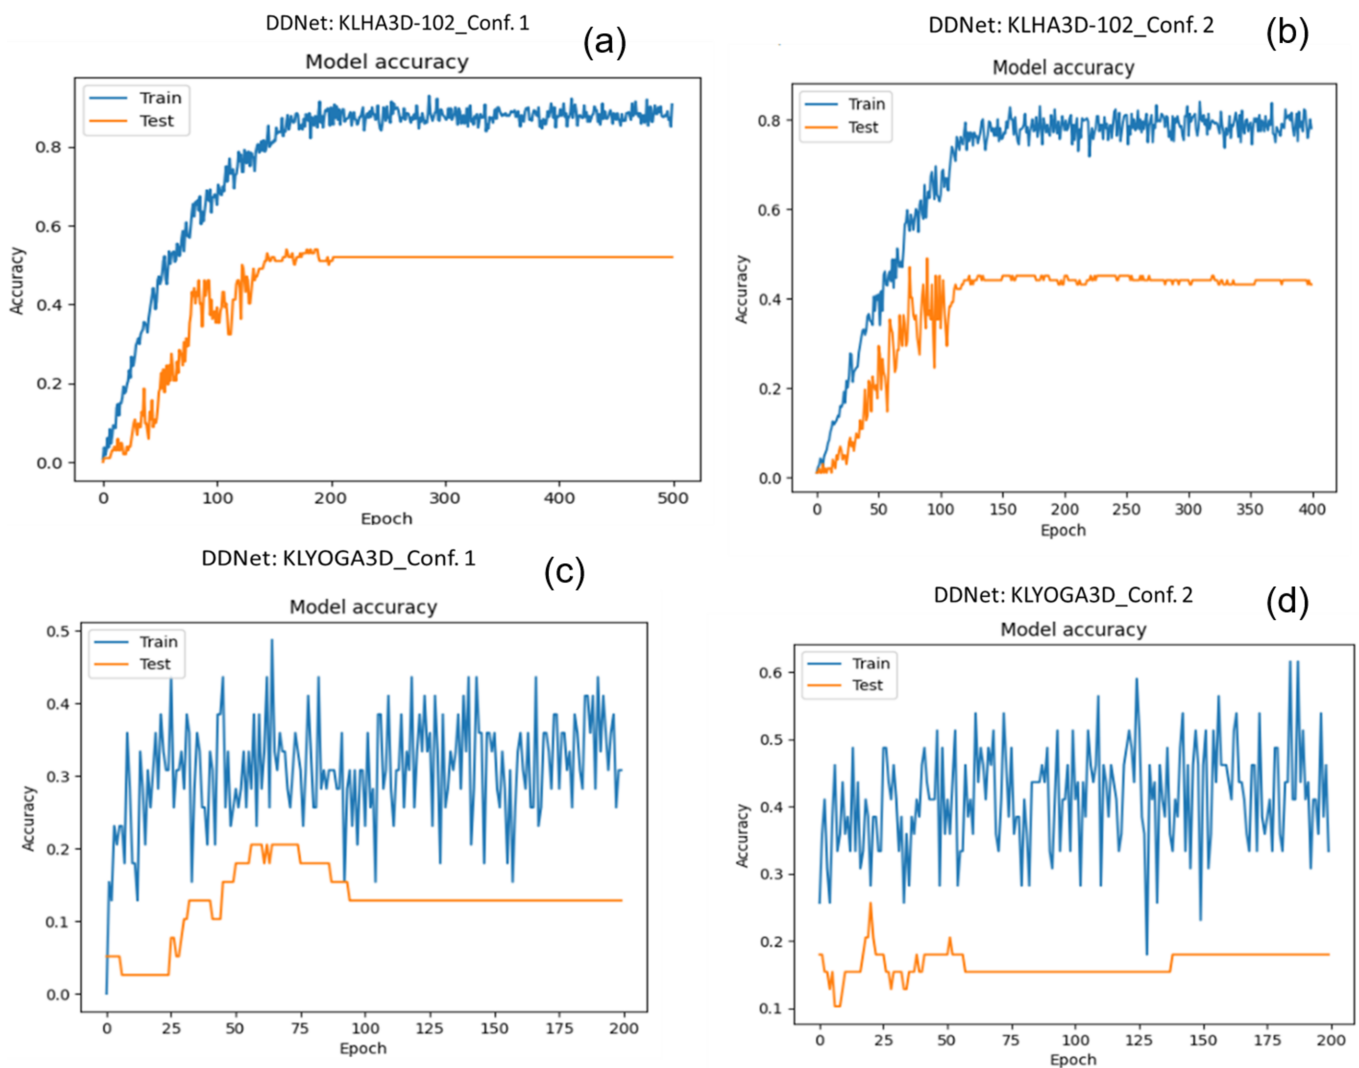 DDNet: KLHA3D-102_Conf. 1
(a)
Model accuracy
Train
Test
0.8
0.6
0.4
0.2
0.0
Accuracy
0 100 200 300 400 500
Epoch
DDNet: KLHA3D-102_Conf. 2
(b)
Model accuracy
Train
Test
0.8
0.6
0.4
0.2
0.0
Accuracy
0 50 100 150 200 250 300 350 400
Epoch
DDNet: KLYOGA3D_Conf. 1
(c)
Model accuracy
Train
Test
0.5
0.4
0.3
0.2
0.1
0.0
Accuracy
0 25 50 75 100 125 150 175 200
Epoch
DDNet: KLYOGA3D_Conf. 2
(d)
Model accuracy
Train
Test
0.6
0.5
0.4
0.3
0.2
0.1
Accuracy
0 25 50 75 100 125 150 175 200
Epoch